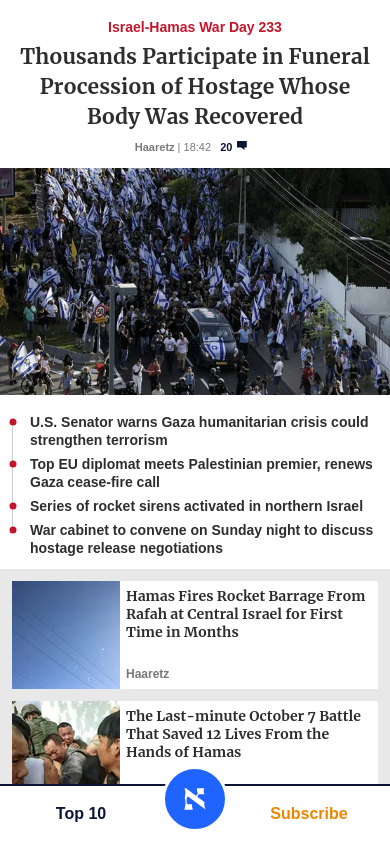 Israel-Hamas War Day 233
Thousands Participate in Funeral
Procession of Hostage Whose
Body Was Recovered
Haaretz | 18:42 20
U.S. Senator warns Gaza humanitarian crisis could
strengthen terrorism
Top EU diplomat meets Palestinian premier, renews
Gaza cease-fire call
Series of rocket sirens activated in northern Israel
War cabinet to convene on Sunday night to discuss
hostage release negotiations
Hamas Fires Rocket Barrage From
Rafah at Central Israel for First
Time in Months
Haaretz
The Last-minute October 7 Battle
That Saved 12 Lives From the
Hands of Hamas
Top 10
א
Subscribe